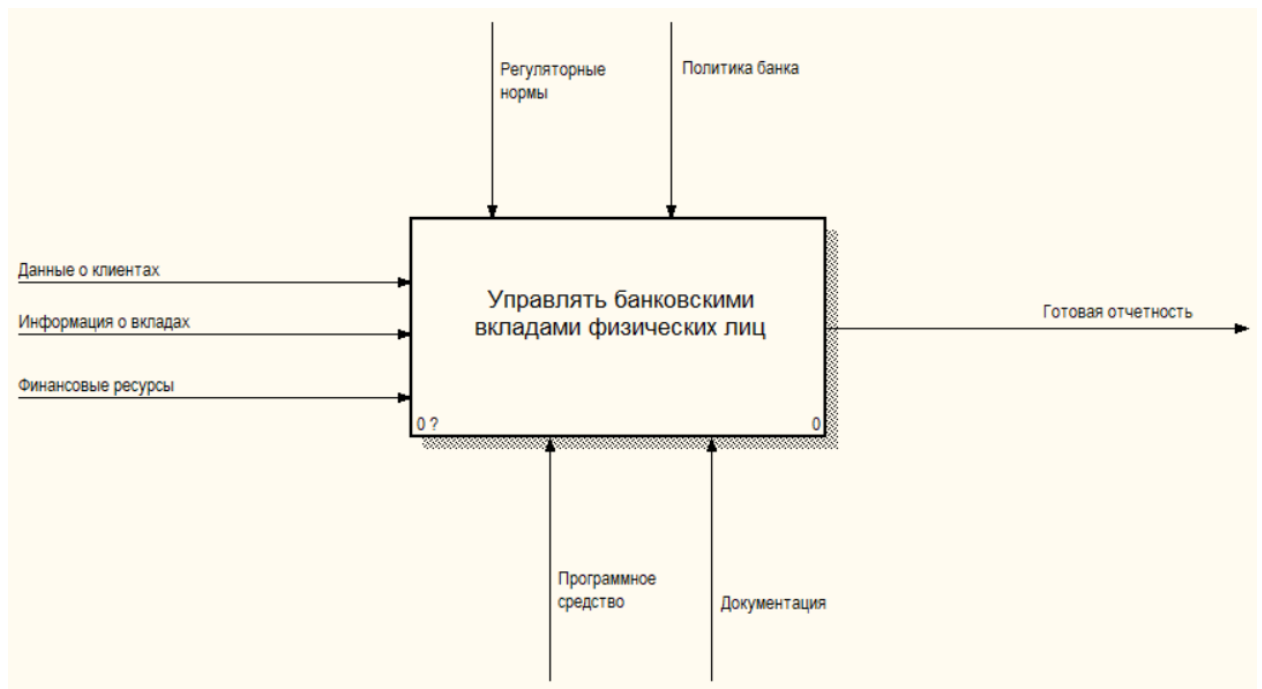 Регуляторные
нормы
Политика банка
Данные о клиентах
Информация о вкладах
Финансовые ресурсы
Управлять банковскими
вкладами физических лиц
0 ?
0
Готовая отчетность
Программное
средство
Документация